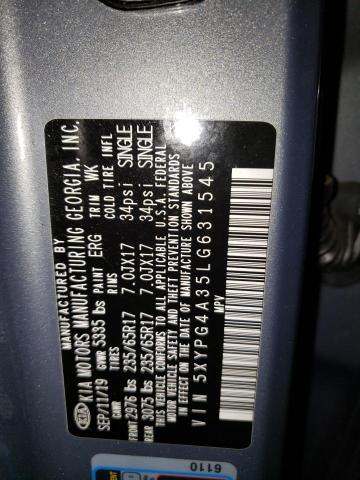 MANUFACTURED BY
KIA KIA MOTORS MANUFACTURING GEORGIA, INC.
SEP/11/19 GVWR 5335 lbs PAINT ERG TRIM WK
GAWR TIRES RIMS COLD TIRE INFL
FRONT 2976 lbs 235/65R17 7.0JX17 34psi SINGLE
REAR 3075 lbs 235/65R17 7.0JX17 34psi SINGLE
THIS VEHICLE CONFORMS TO ALL APPLICABLE U.S.A. FEDERAL
MOTOR VEHICLE SAFETY AND THEFT PREVENTION STANDARDS
IN EFFECT ON THE DATE OF MANUFACTURE SHOWN ABOVE
VIN 5XYPG4A35LG631545
MPV
6110